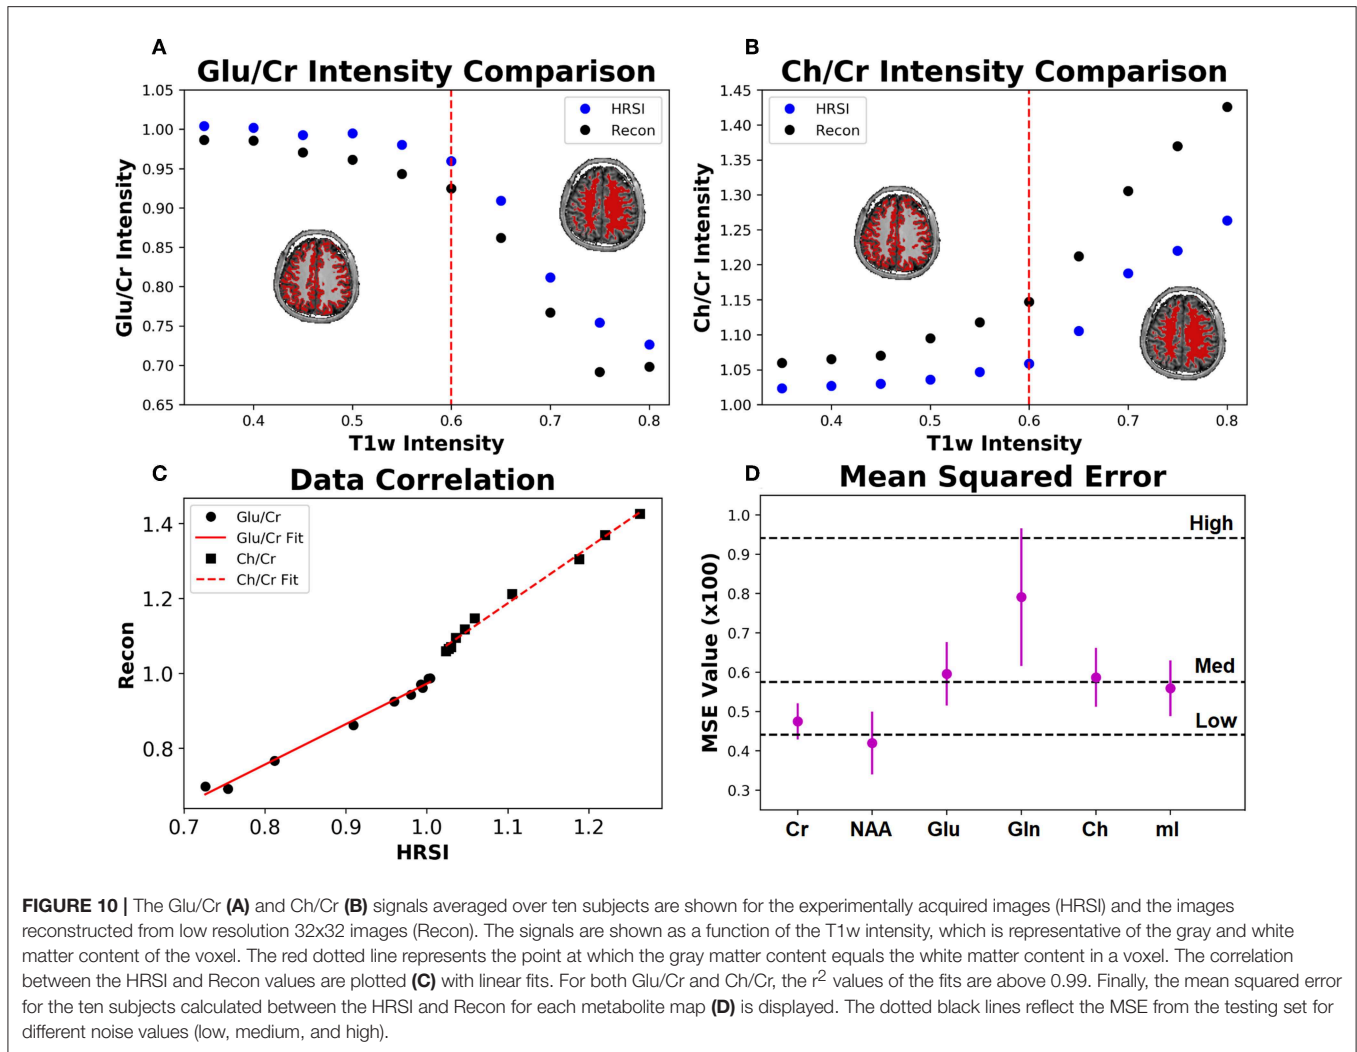 A
Glu/Cr Intensity Comparison
1.05
1.00
0.95
0.90
0.85
0.80
0.75
0.70
0.65
Glu/Cr Intensity
HRSI
Recon
0.4 0.5 0.6 0.7 0.8
T1w Intensity
B
Ch/Cr Intensity Comparison
1.45
1.40
1.35
1.30
1.25
1.20
1.15
1.10
1.05
1.00
Ch/Cr Intensity
HRSI
Recon
0.4 0.5 0.6 0.7 0.8
T1w Intensity
C
Data Correlation
1.4
1.2
1.0
0.8
Recon
Glu/Cr
Glu/Cr Fit
Ch/Cr
Ch/Cr Fit
0.7 0.8 0.9 1.0 1.1 1.2
HRSI
D
Mean Squared Error
1.0
0.9
0.8
0.7
0.6
0.5
0.4
0.3
MSE Value (x100)
High
Med
Low
Cr NAA Glu Gln Ch mI
FIGURE 10 | The Glu/Cr (A) and Ch/Cr (B) signals averaged over ten subjects are shown for the experimentally acquired images (HRSI) and the images
reconstructed from low resolution 32x32 images (Recon). The signals are shown as a function of the T1w intensity, which is representative of the gray and white
matter content of the voxel. The red dotted line represents the point at which the gray matter content equals the white matter content in a voxel. The correlation
between the HRSI and Recon values are plotted (C) with linear fits. For both Glu/Cr and Ch/Cr, the r² values of the fits are above 0.99. Finally, the mean squared error
for the ten subjects calculated between the HRSI and Recon for each metabolite map (D) is displayed. The dotted black lines reflect the MSE from the testing set for
different noise values (low, medium, and high).